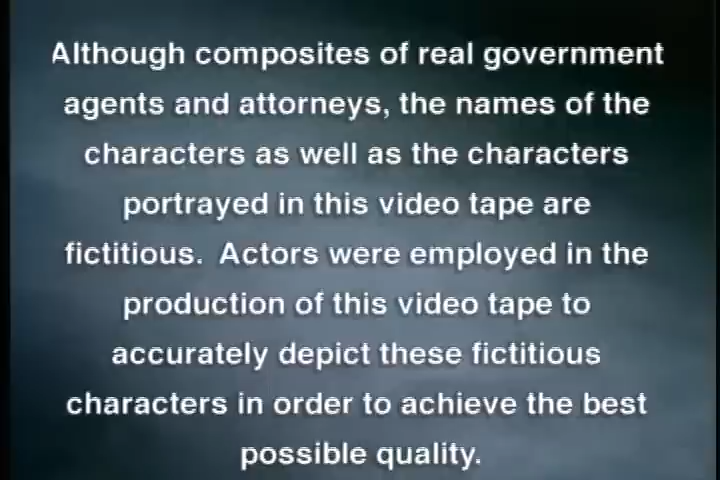 Although composites of real government
agents and attorneys, the names of the
characters as well as the characters
portrayed in this video tape are
fictitious.  Actors were employed in the
production of this video tape to
accurately depict these fictitious
characters in order to achieve the best
possible quality.